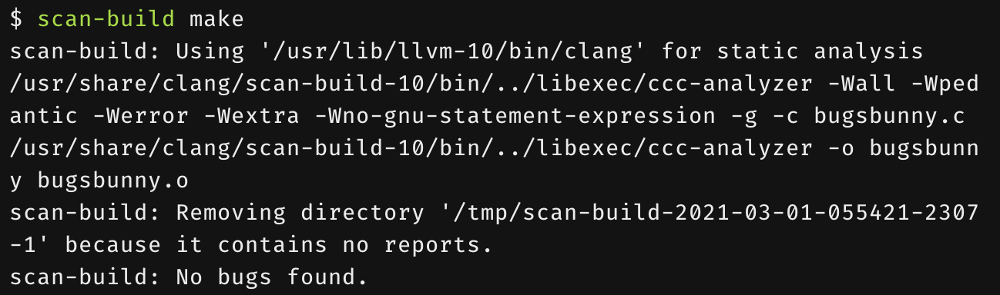 $ scan-build make
scan-build: Using '/usr/lib/llvm-10/bin/clang' for static analysis
/usr/share/clang/scan-build-10/bin/../libexec/ccc-analyzer -Wall -Wped
antic -Werror -Wextra -Wno-gnu-statement-expression -g -c bugsbunny.c
/usr/share/clang/scan-build-10/bin/../libexec/ccc-analyzer -o bugsbunn
y bugsbunny.o
scan-build: Removing directory '/tmp/scan-build-2021-03-01-055421-2307
-1' because it contains no reports.
scan-build: No bugs found.